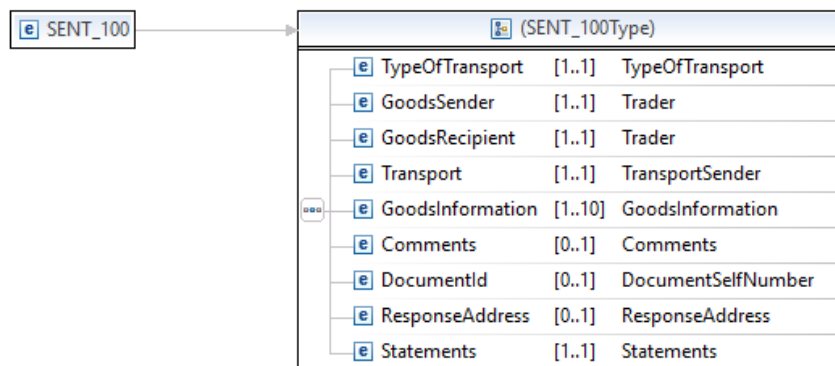 e SENT_100
(SENT_100Type)
e TypeOfTransport [1..1] TypeOfTransport
e GoodsSender [1..1] Trader
e GoodsRecipient [1..1] Trader
e Transport [1..1] TransportSender
e GoodsInformation [1..10] GoodsInformation
e Comments [0..1] Comments
e DocumentId [0..1] DocumentSelfNumber
e ResponseAddress [0..1] ResponseAddress
e Statements [1..1] Statements